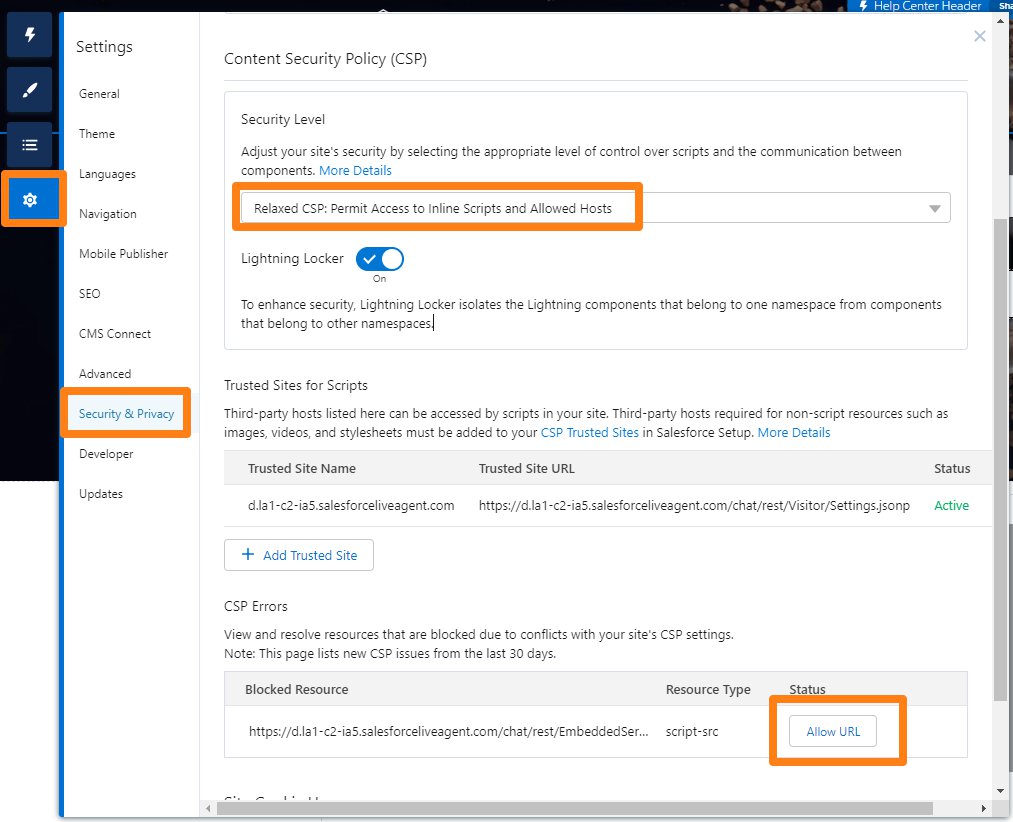 Help Center Header
Sha
Settings
General
Theme
Languages
Navigation
Mobile Publisher
SEO
CMS Connect
Advanced
Security & Privacy
Developer
Updates
Content Security Policy (CSP)
Security Level
Adjust your site's security by selecting the appropriate level of control over scripts and the communication between
components. More Details
Relaxed CSP: Permit Access to Inline Scripts and Allowed Hosts
Lightning Locker
On
To enhance security, Lightning Locker isolates the Lightning components that belong to one namespace from components
that belong to other namespaces.
Trusted Sites for Scripts
Third-party hosts listed here can be accessed by scripts in your site. Third-party hosts required for non-script resources such as
images, videos, and stylesheets must be added to your CSP Trusted Sites in Salesforce Setup. More Details
Trusted Site Name Trusted Site URL Status
d.la1-c2-ia5.salesforceliveagent.com https://d.la1-c2-ia5.salesforceliveagent.com/chat/rest/Visitor/Settings.jsonp Active
+ Add Trusted Site
CSP Errors
View and resolve resources that are blocked due to conflicts with your site's CSP settings.
Note: This page lists new CSP issues from the last 30 days.
Blocked Resource Resource Type Status
https://d.la1-c2-ia5.salesforceliveagent.com/chat/rest/EmbeddedSer... script-src Allow URL